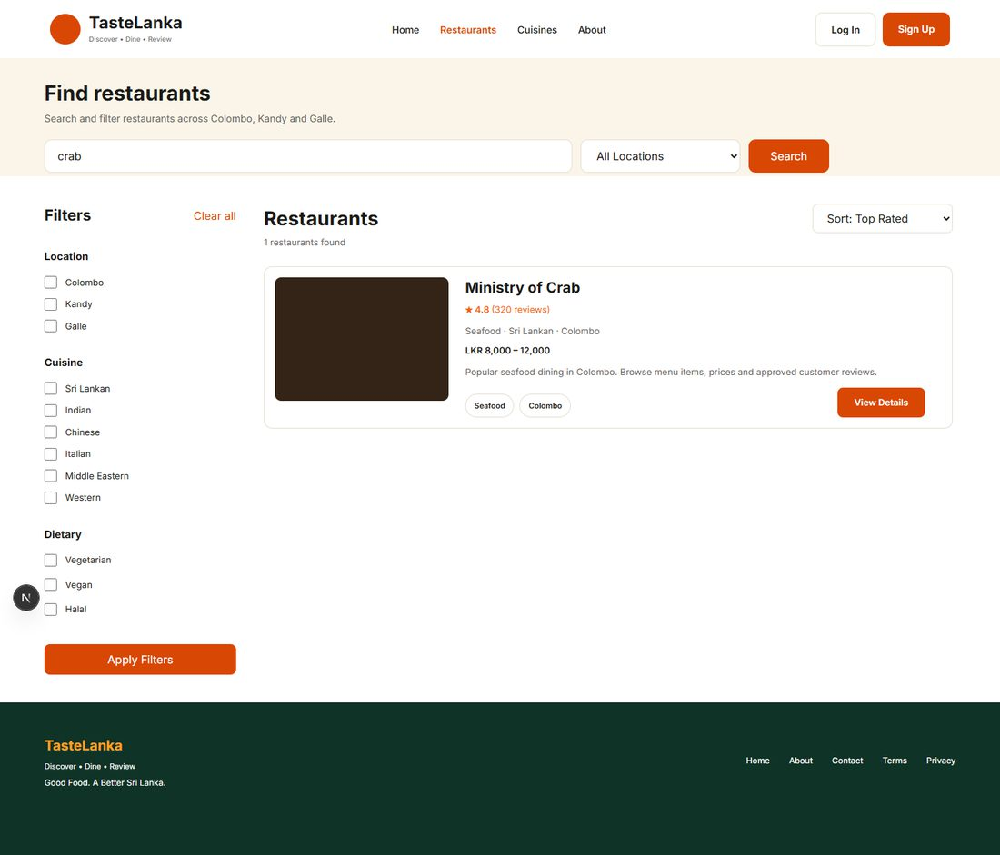 TasteLanka
Discover • Dine • Review
Home
Restaurants
Cuisines
About
Log In
Sign Up
Find restaurants
Search and filter restaurants across Colombo, Kandy and Galle.
crab
All Locations
Search
Filters
Clear all
Location
Colombo
Kandy
Galle
Cuisine
Sri Lankan
Indian
Chinese
Italian
Middle Eastern
Western
Dietary
Vegetarian
Vegan
Halal
Apply Filters
Restaurants
1 restaurants found
Sort: Top Rated
Ministry of Crab
★ 4.8 (320 reviews)
Seafood · Sri Lankan · Colombo
LKR 8,000 – 12,000
Popular seafood dining in Colombo. Browse menu items, prices and approved customer reviews.
Seafood
Colombo
View Details
N
TasteLanka
Discover • Dine • Review
Good Food. A Better Sri Lanka.
Home
About
Contact
Terms
Privacy